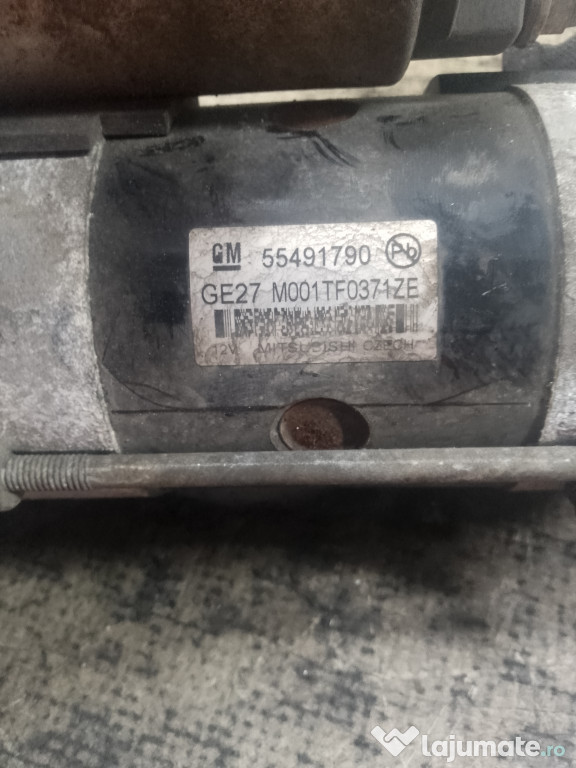 GM 55491790 Pb
GE27 M001TF0371ZE
12V MITSUBISHI CZECH
lajumate.ro